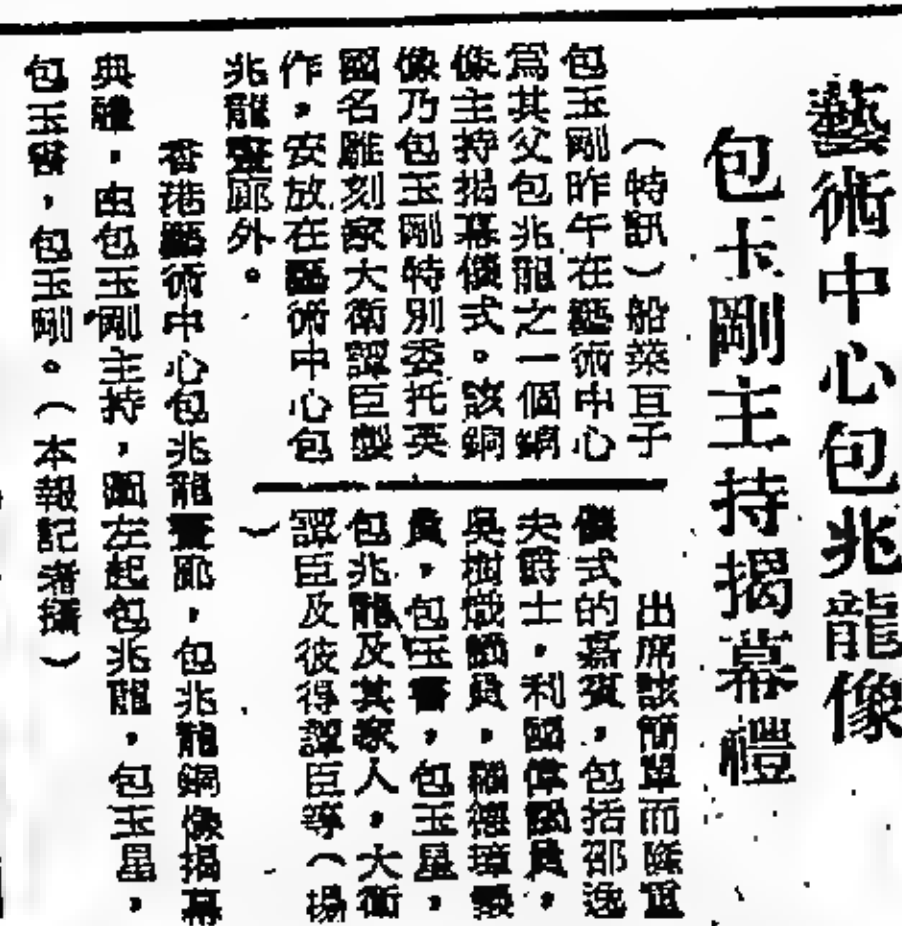 藝術中心包兆龍像
包玉剛主持揭幕禮
（特訊）船業巨子
包玉剛昨午在藝術中心
爲其父包兆龍之一個銅
像主持揭幕儀式。該銅
像乃包玉剛特別委托英
國名雕刻家大衛譚臣製
作，安放在藝術中心包
兆龍畫廊外。
出席該簡單而隆重
儀式的嘉賓，包括邵逸
夫爵士，利國偉議員，
吳樹熾議員，羅德璋議
員，包玉書，包玉星，
包兆龍及其家人，大衛
譚臣及彼得譚臣等（揚
）
香港藝術中心包兆龍畫廊，包兆龍銅像揭幕
典禮，由包玉剛主持，圖左起包兆龍，包玉星，
包玉書，包玉剛。（本報記者攝）